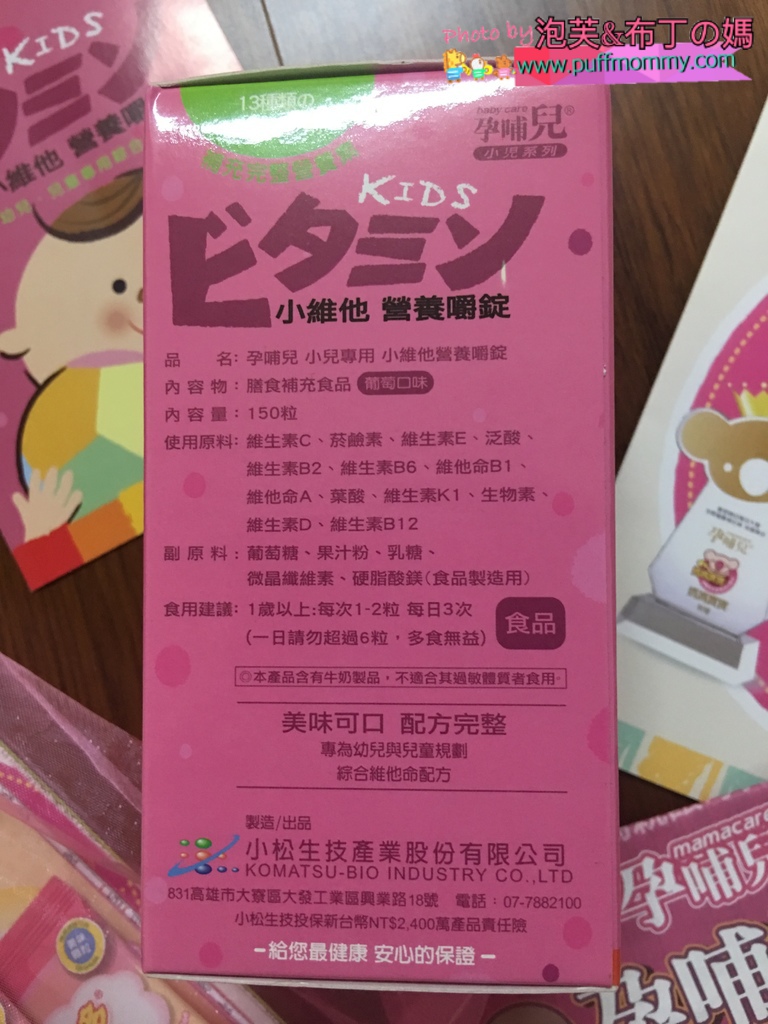 Photo by 泡芙&布丁の媽
www.puffmommy.com
KIDS
小維他 營養嚼
13種類の
baby care
孕哺兒®
小児系列
KIDS
ビタミン
小維他 營養嚼錠
品 名: 孕哺兒 小兒專用 小維他營養嚼錠
內 容 物: 膳食補充食品 葡萄口味
內 容 量: 150粒
使用原料: 維生素C、菸鹼素、維生素E、泛酸、
維生素B2、維生素B6、維他命B1、
維他命A、葉酸、維生素K1、生物素、
維生素D、維生素B12
副 原 料: 葡萄糖、果汁粉、乳糖、
微晶纖維素、硬脂酸鎂(食品製造用)
食用建議: 1歲以上:每次1-2粒 每日3次
(一日請勿超過6粒,多食無益)
食品
◎本產品含有牛奶製品,不適合其過敏體質者食用。
美味可口 配方完整
專為幼兒與兒童規劃
綜合維他命配方
製造/出品
小松生技產業股份有限公司
KOMATSU-BIO INDUSTRY CO.,LTD
831高雄市大寮區大發工業區興業路18號 電話:07-7882100
小松生技投保新台幣NT$2,400萬產品責任險
-給您最健康 安心的保證-
孕哺兒
mamacare
孕哺兒
孕哺